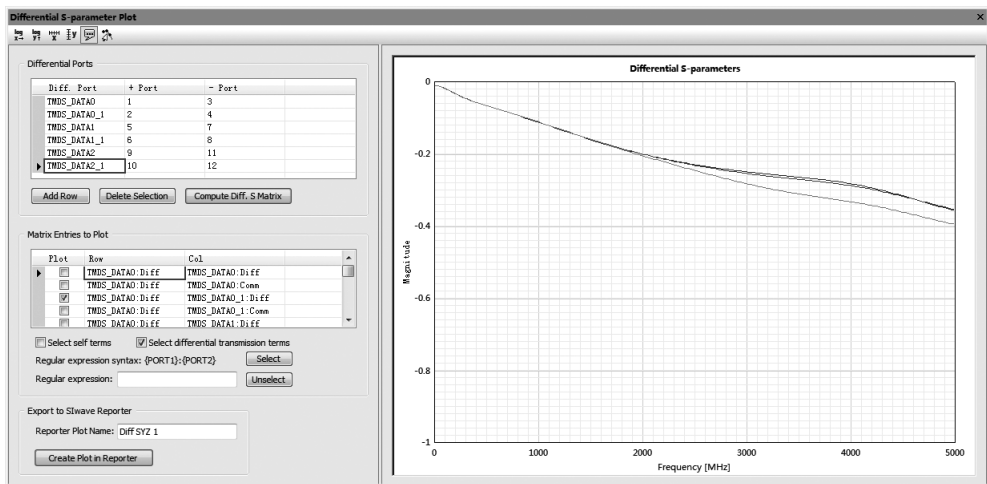 Differential S-parameter Plot
Differential Ports
Diff. Port + Port - Port
TMDS_DATA0 1 3
TMDS_DATA0_1 2 4
TMDS_DATA1 5 7
TMDS_DATA1_1 6 8
TMDS_DATA2 9 11
TMDS_DATA2_1 10 12
Add Row Delete Selection Compute Diff. S Matrix
Matrix Entries to Plot
Plot Row Col
TMDS_DATA0:Diff TMDS_DATA0:Diff
TMDS_DATA0:Diff TMDS_DATA0:Comm
TMDS_DATA0:Diff TMDS_DATA0_1:Diff
TMDS_DATA0:Diff TMDS_DATA0_1:Comm
TMDS_DATA0:Diff TMDS_DATA1:Diff
Select self terms Select differential transmission terms
Regular expression syntax: {PORT1}:{PORT2} Select
Regular expression: Unselect
Export to SIwave Reporter
Reporter Plot Name: Diff SYZ 1
Create Plot in Reporter
Differential S-parameters
0
-0.2
-0.4
-0.6
-0.8
-1
Magnitude
0 1000 2000 3000 4000 5000
Frequency [MHz]